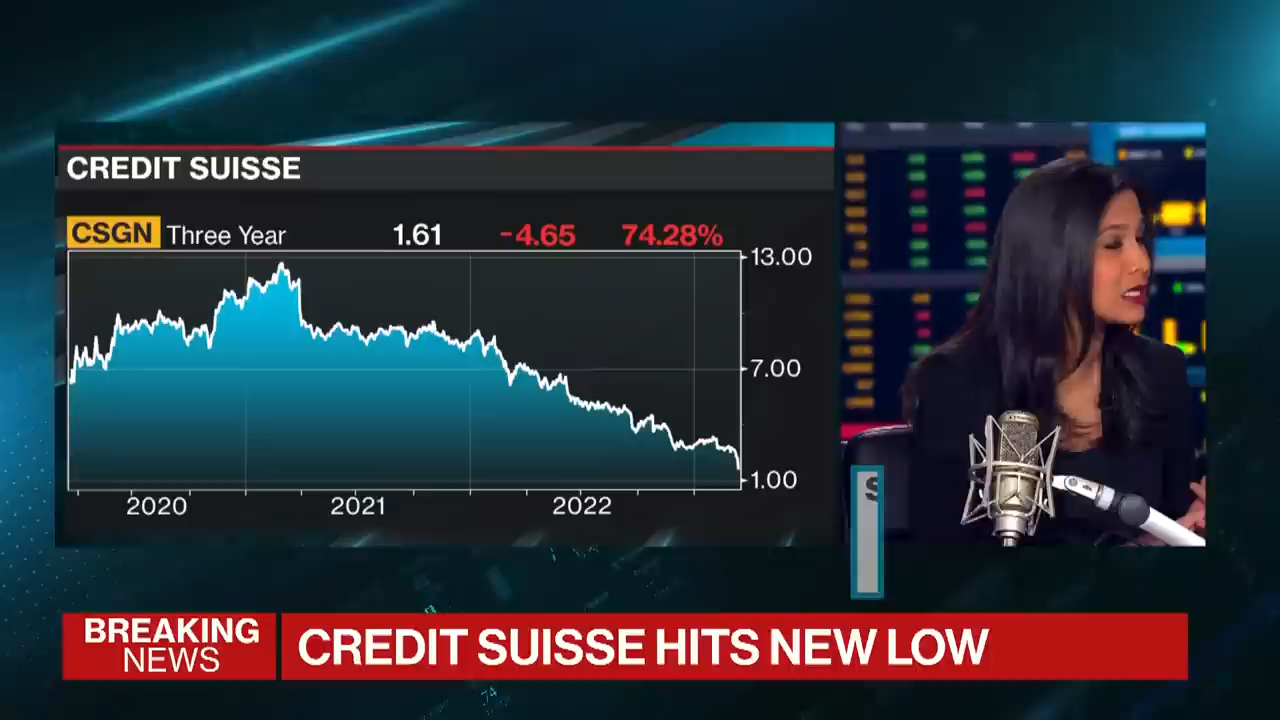 CREDIT SUISSE
CSGN Three Year 1.61 -4.65 74.28%
13.00
7.00
1.00
2020 2021 2022
BREAKING
NEWS
CREDIT SUISSE HITS NEW LOW